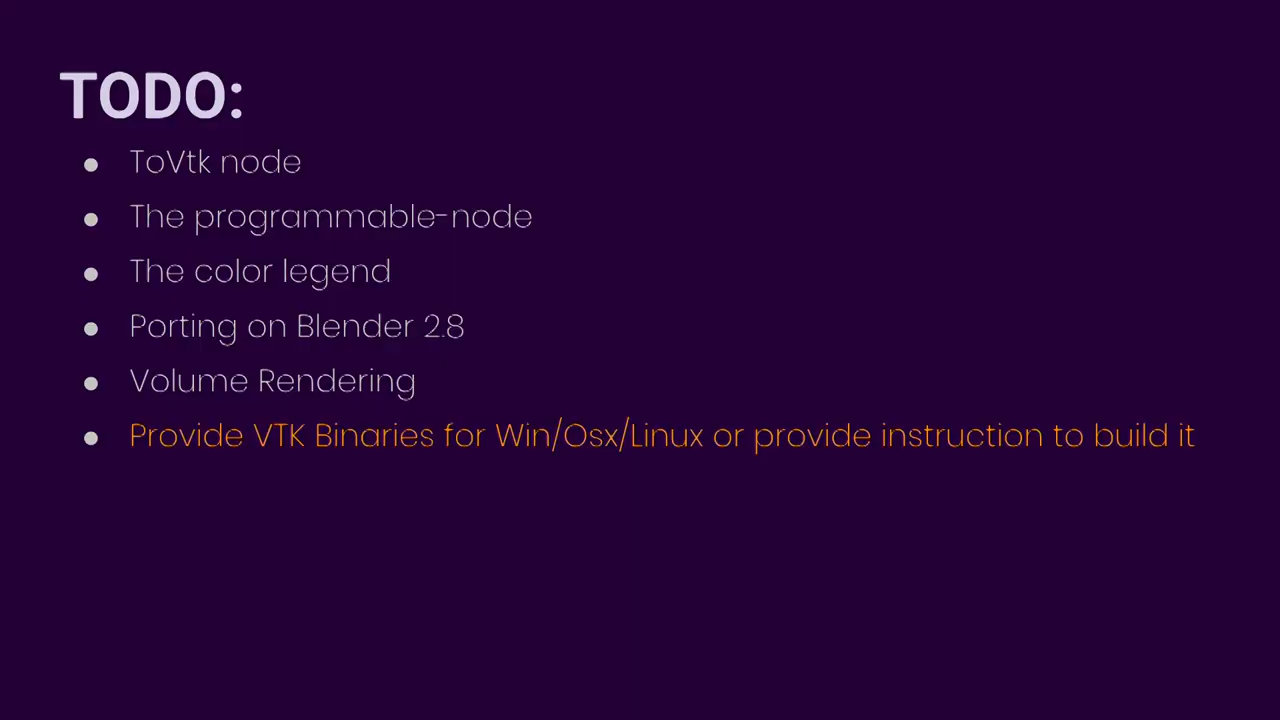 TODO:
● ToVtk node
● The programmable-node
● The color legend
● Porting on Blender 2.8
● Volume Rendering
● Provide VTK Binaries for Win/Osx/Linux or provide instruction to build it